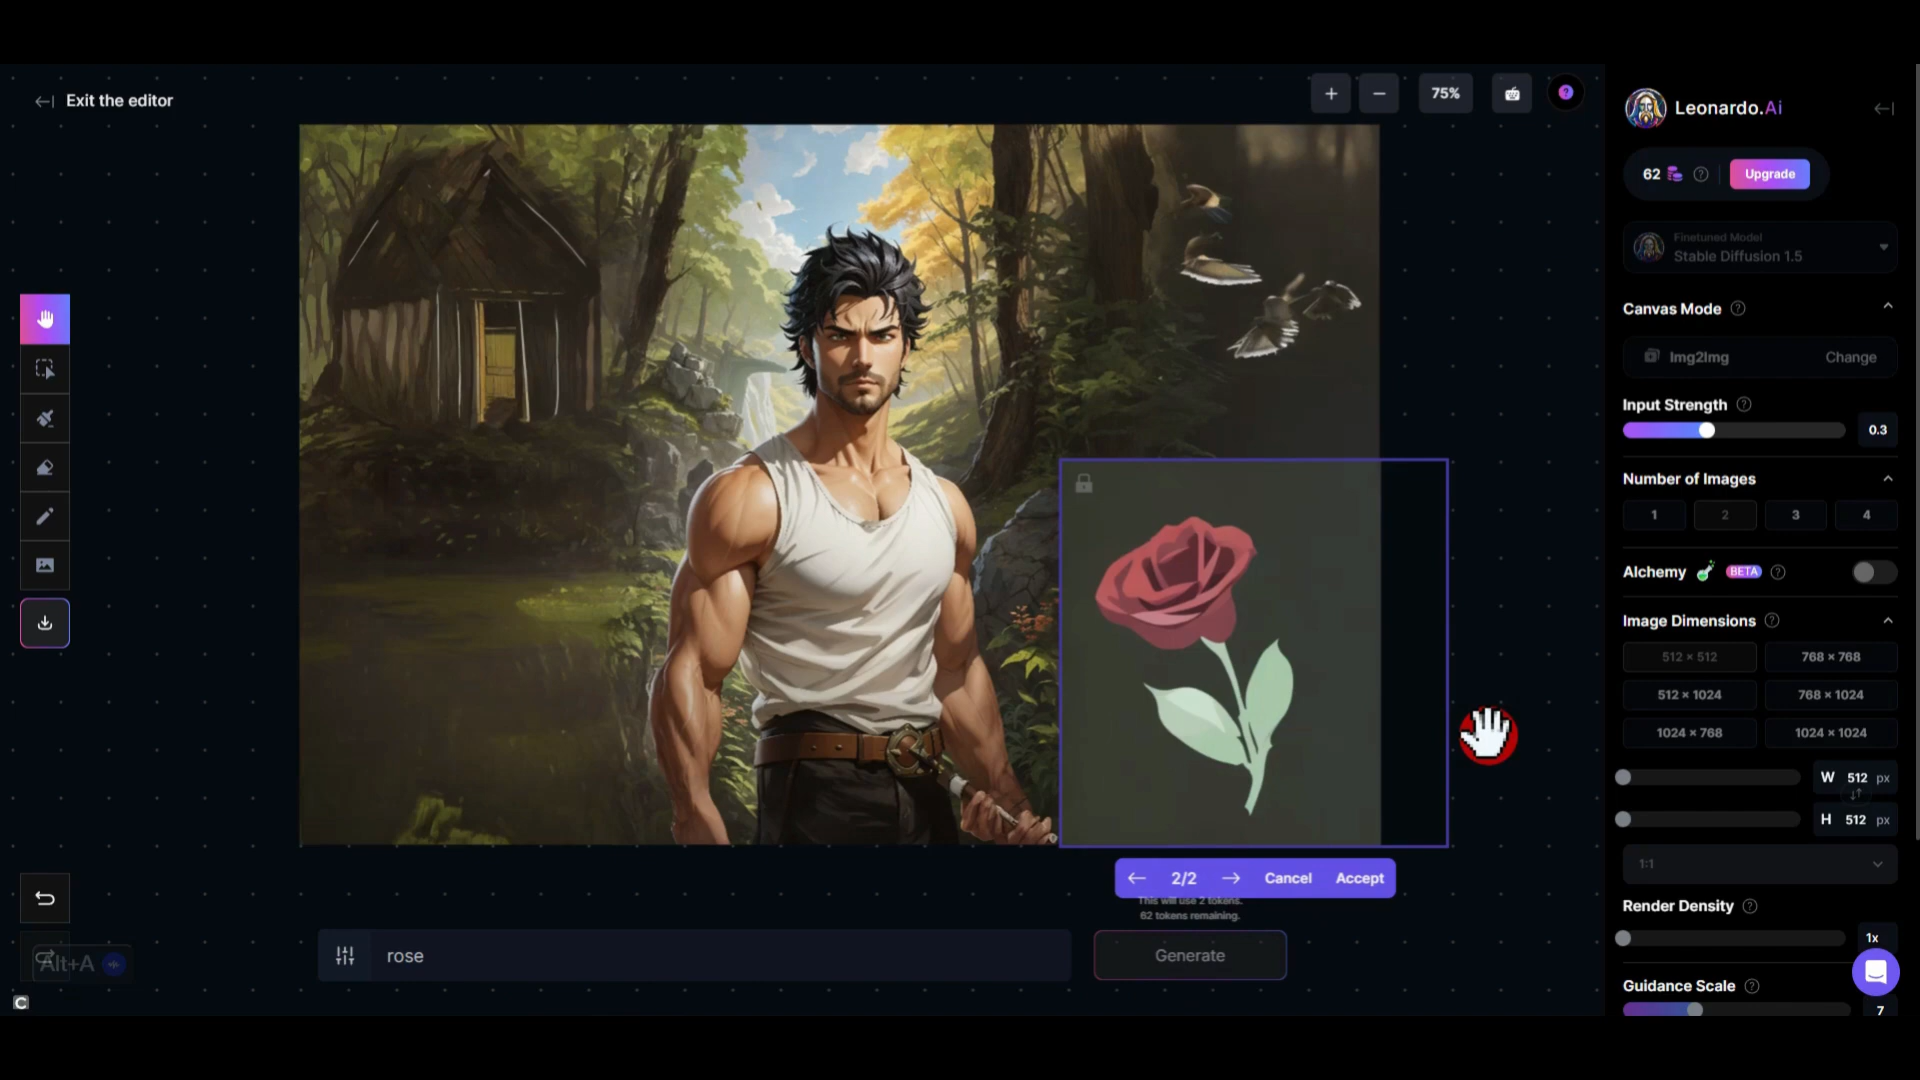 Exit the editor
75%
Leonardo.Ai
62
Upgrade
Finetuned Model
Stable Diffusion 1.5
Canvas Mode
Img2Img
Change
Input Strength
0.3
Number of Images
1
2
3
4
Alchemy
BETA
Image Dimensions
512 × 512
768 × 768
512 × 1024
768 × 1024
1024 × 768
1024 × 1024
W 512 px
H 512 px
1:1
Render Density
1x
Guidance Scale
7
2/2
Cancel
Accept
This will use 2 tokens.
62 tokens remaining.
rose
Generate
Alt+A
C